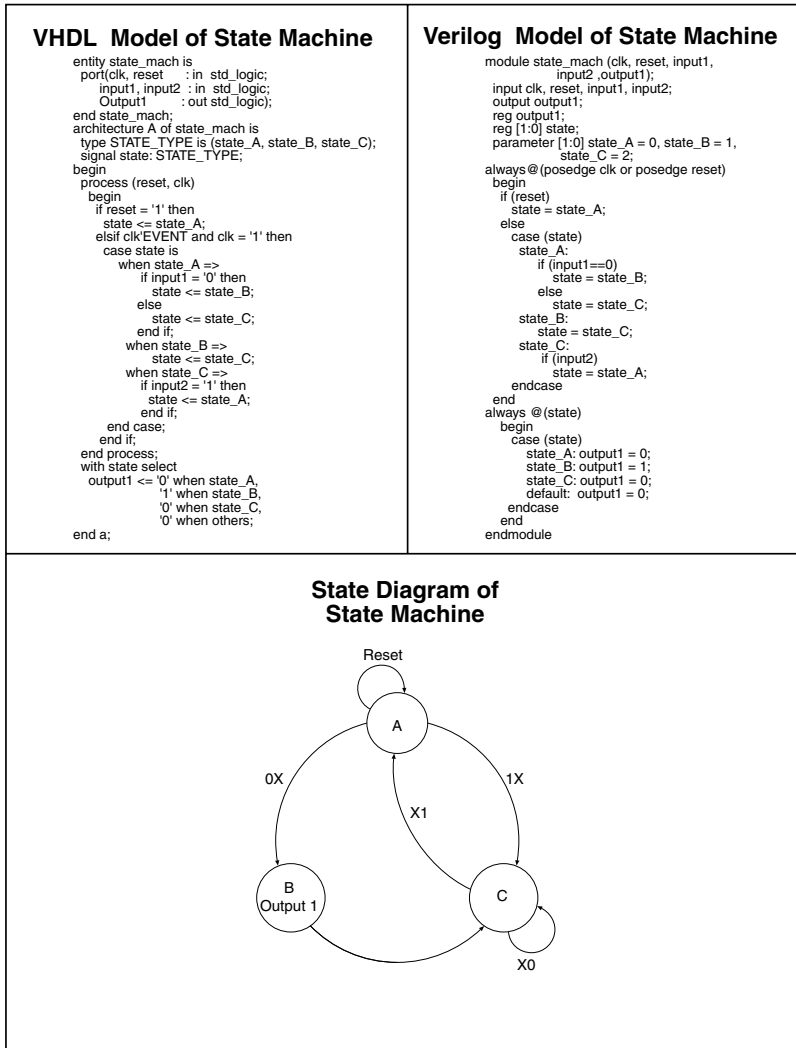 VHDL Model of State Machine
entity state_mach is
port(clk, reset : in std_logic;
input1, input2 : in std_logic;
Output1 : out std_logic);
end state_mach;
architecture A of state_mach is
type STATE_TYPE is (state_A, state_B, state_C);
signal state: STATE_TYPE;
begin
process (reset, clk)
begin
if reset = '1' then
state <= state_A;
elsif clk'EVENT and clk = '1' then
case state is
when state_A =>
if input1 = '0' then
state <= state_B;
else
state <= state_C;
end if;
when state_B =>
state <= state_C;
when state_C =>
if input2 = '1' then
state <= state_A;
end if;
end case;
end if;
end process;
with state select
output1 <= '0' when state_A,
'1' when state_B,
'0' when state_C,
'0' when others;
end a;
Verilog Model of State Machine
module state_mach (clk, reset, input1,
input2 ,output1);
input clk, reset, input1, input2;
output output1;
reg output1;
reg [1:0] state;
parameter [1:0] state_A = 0, state_B = 1,
state_C = 2;
always@(posedge clk or posedge reset)
begin
if (reset)
state = state_A;
else
case (state)
state_A:
if (input1==0)
state = state_B;
else
state = state_C;
state_B:
state = state_C;
state_C:
if (input2)
state = state_A;
endcase
end
always @(state)
begin
case (state)
state_A: output1 = 0;
state_B: output1 = 1;
state_C: output1 = 0;
default: output1 = 0;
endcase
end
endmodule
State Diagram of
State Machine
Reset
A
0X
1X
X1
B
Output 1
C
X0